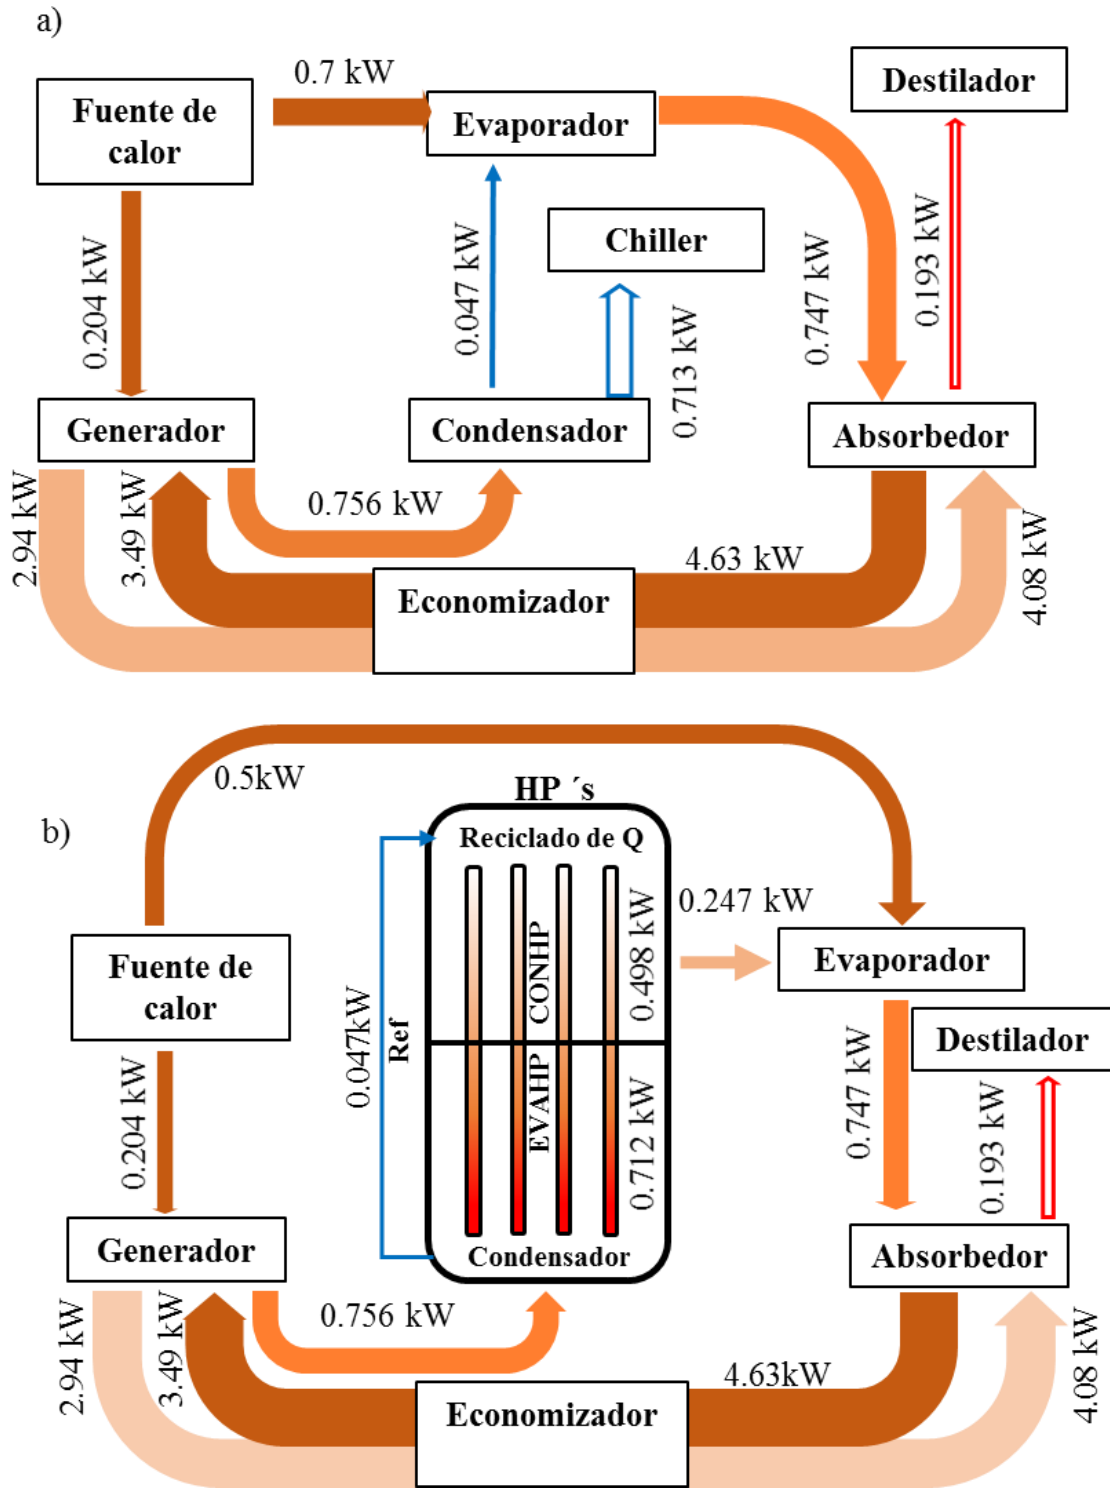 a)
0.7 kW
Fuente de
calor
Evaporador
Destilador
Chiller
0.204 kW
0.047 kW
0.713 kW
0.747 kW
0.193 kW
Generador
Condensador
Absorbedor
2.94 kW
3.49 kW
0.756 kW
4.63 kW
4.08 kW
Economizador
b)
0.5kW
HP ´s
Reciclado de Q
0.247 kW
Fuente de
calor
Evaporador
CONHP
0.498 kW
0.047kW
Ref
EVAHP
0.712 kW
Destilador
0.204 kW
0.747 kW
0.193 kW
Generador
Condensador
Absorbedor
2.94 kW
3.49 kW
0.756 kW
4.63kW
4.08 kW
Economizador